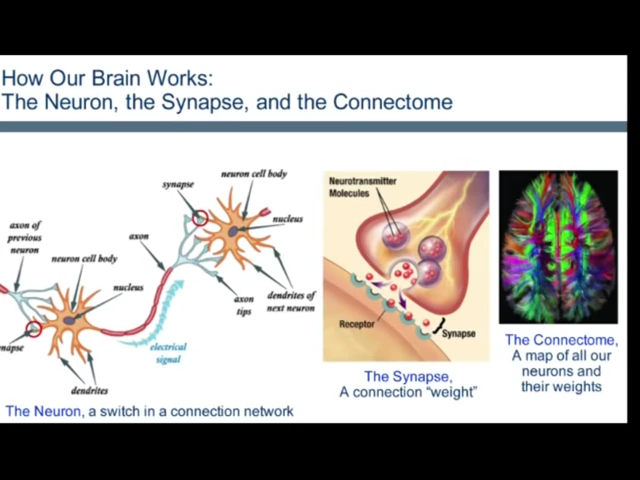 How Our Brain Works:
The Neuron, the Synapse, and the Connectome
synapse
neuron cell body
nucleus
axon
axon of
previous
neuron
neuron cell body
nucleus
axon
tips
dendrites of
next neuron
electrical
signal
napse
dendrites
The Neuron, a switch in a connection network
Neurotransmitter
Molecules
Receptor
Synapse
The Synapse,
A connection "weight"
The Connectome,
A map of all our
neurons and
their weights